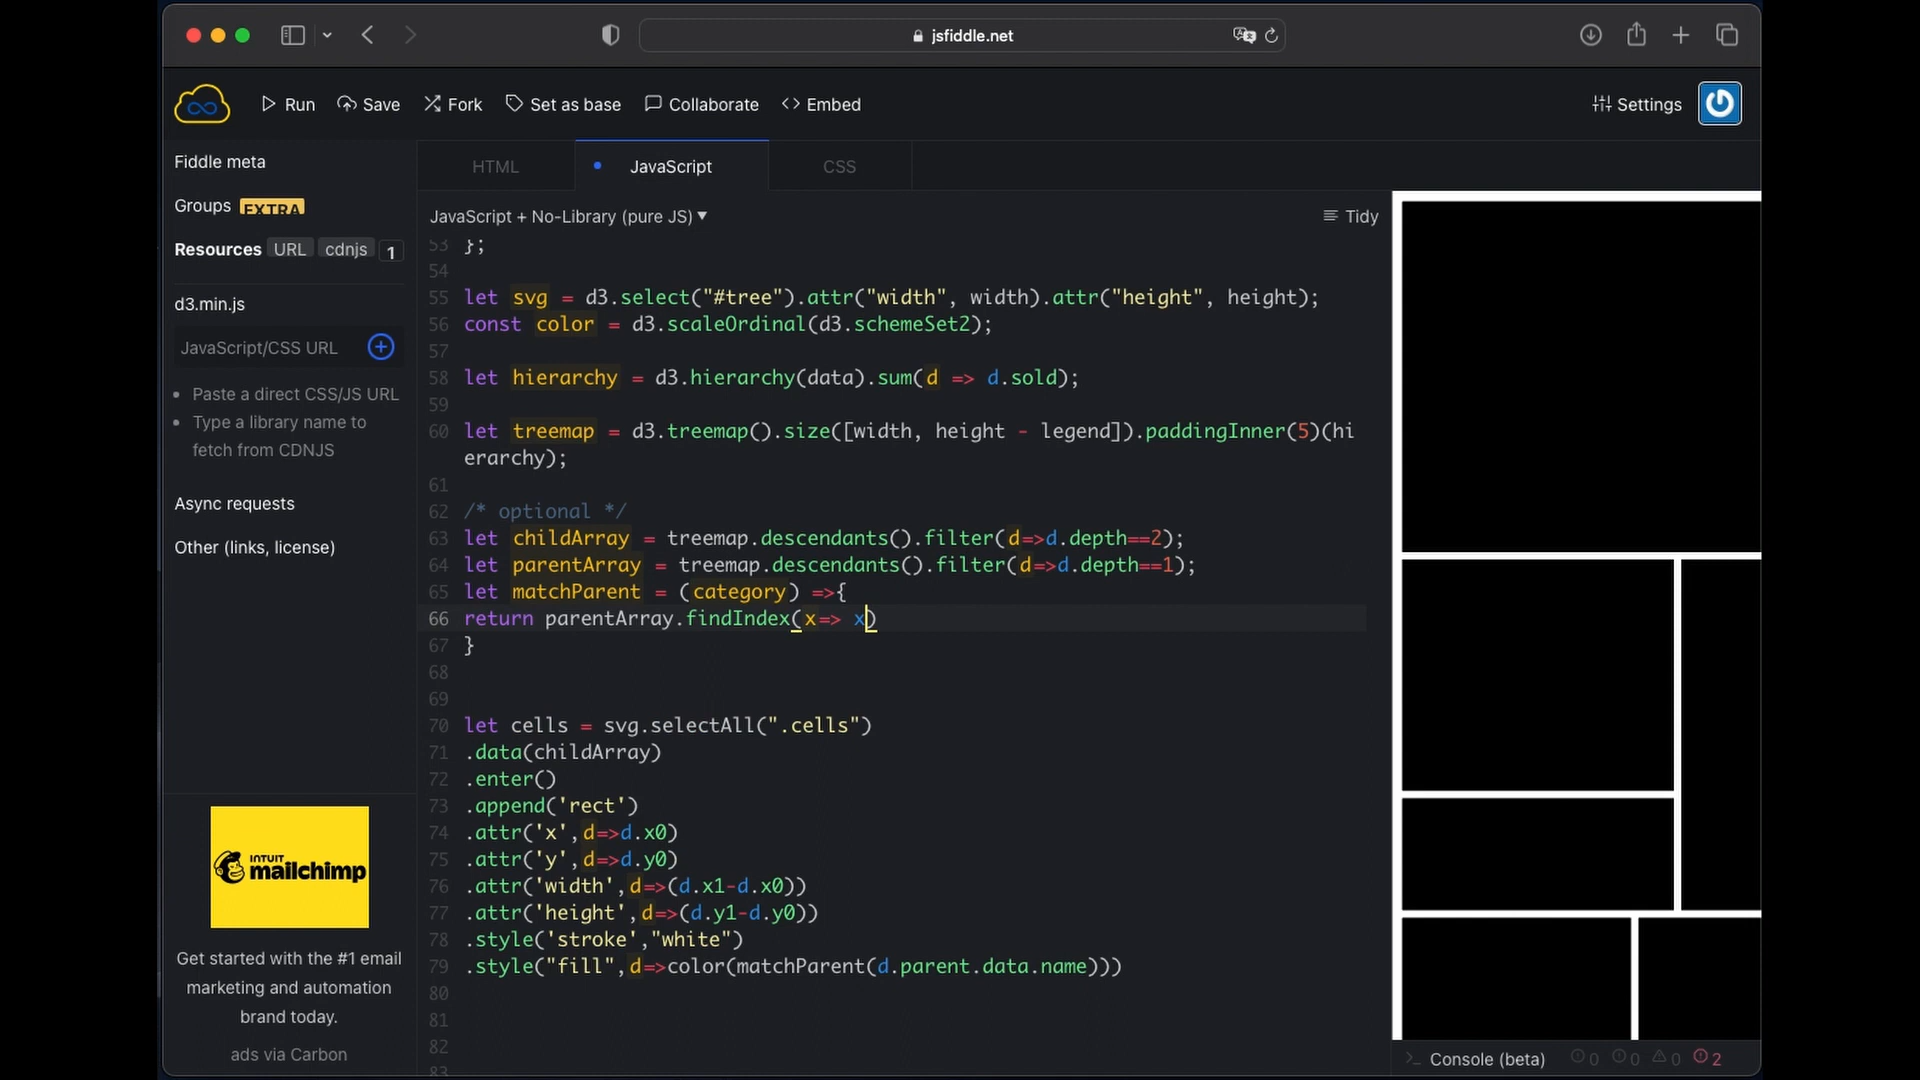 jsfiddle.net
Run
Save
Fork
Set as base
Collaborate
Embed
Settings
Fiddle meta
Groups EXTRA
Resources URL cdnjs 1
d3.min.js
JavaScript/CSS URL
Paste a direct CSS/JS URL
Type a library name to
fetch from CDNJS
Async requests
Other (links, license)
INTUIT
mailchimp
Get started with the #1 email
marketing and automation
brand today.
ads via Carbon
HTML
JavaScript
CSS
JavaScript + No-Library (pure JS) ▼
Tidy
53 };
54
55 let svg = d3.select("#tree").attr("width", width).attr("height", height);
56 const color = d3.scaleOrdinal(d3.schemeSet2);
57
58 let hierarchy = d3.hierarchy(data).sum(d => d.sold);
59
60 let treemap = d3.treemap().size([width, height - legend]).paddingInner(5)(hi
erarchy);
61
62 /* optional */
63 let childArray = treemap.descendants().filter(d=>d.depth==2);
64 let parentArray = treemap.descendants().filter(d=>d.depth==1);
65 let matchParent = (category) =>{
66 return parentArray.findIndex(x=> x)
67 }
68
69
70 let cells = svg.selectAll(".cells")
71 .data(childArray)
72 .enter()
73 .append('rect')
74 .attr('x',d=>d.x0)
75 .attr('y',d=>d.y0)
76 .attr('width',d=>(d.x1-d.x0))
77 .attr('height',d=>(d.y1-d.y0))
78 .style('stroke',"white")
79 .style("fill",d=>color(matchParent(d.parent.data.name)))
80
81
82
83
Console (beta) 0 0 0 2